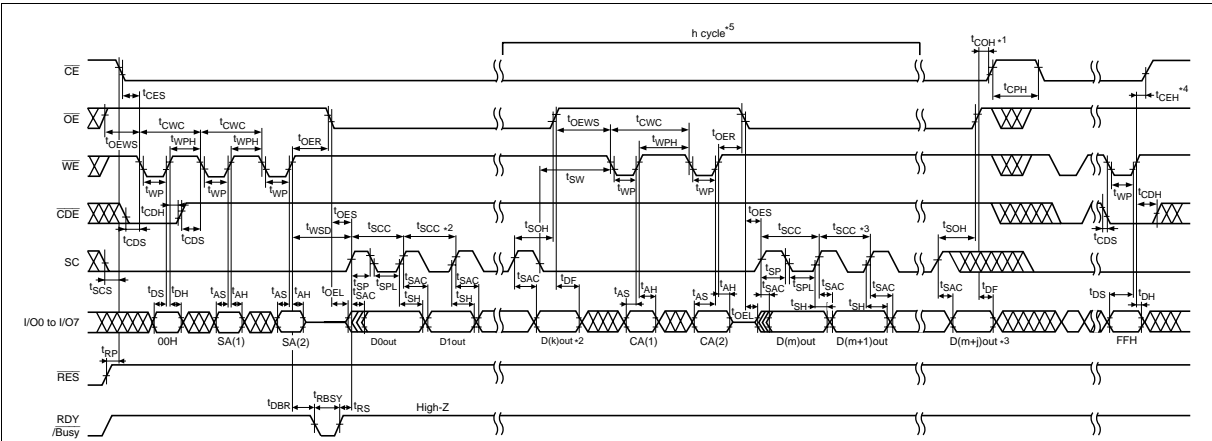 h cycle*5
tCOH *1
CE
tCES
tCPH
tCEH *4
OE
tOEWS
tCWC
tCWC
tWPH
tWPH
tOER
tOEWS
tCWC
tWPH
tOER
WE
tWP
tWP
tWP
tSW
tWP
tWP
tWP
CDE
tCDH
tCDS
tCDS
tWSD
tOES
tSCC
tSCC *2
tSOH
tOES
tSCC
tSCC *3
tSOH
tCDS
tCDH
SC
tSCS
tSP
tSPL
tSAC
tSAC
tSAC
tSAC
tDF
tSP
tSPL
tSAC
tSAC
tSAC
tSAC
tDF
tDS
tDH
tAS
tAH
tAS
tAH
tOEL
tSH
tSH
tAS
tAH
tAS
tAH
tOEL
tSH
tSH
tDS
tDH
I/O0 to I/O7
00H
SA(1)
SA(2)
D0out
D1out
D(k)out*2
CA(1)
CA(2)
D(m)out
D(m+1)out
D(m+j)out*3
FFH
tRP
RES
tDBR
tRBSY
tRS
High-Z
RDY
/Busy